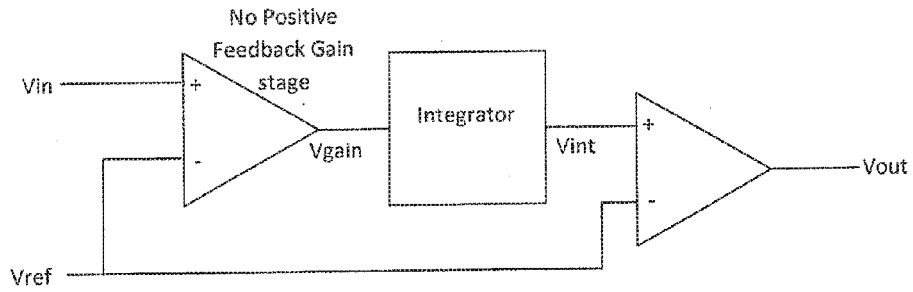 No Positive
Feedback Gain
stage
Vin
+
-
Vgain
Integrator
Vint
+
-
Vout
Vref